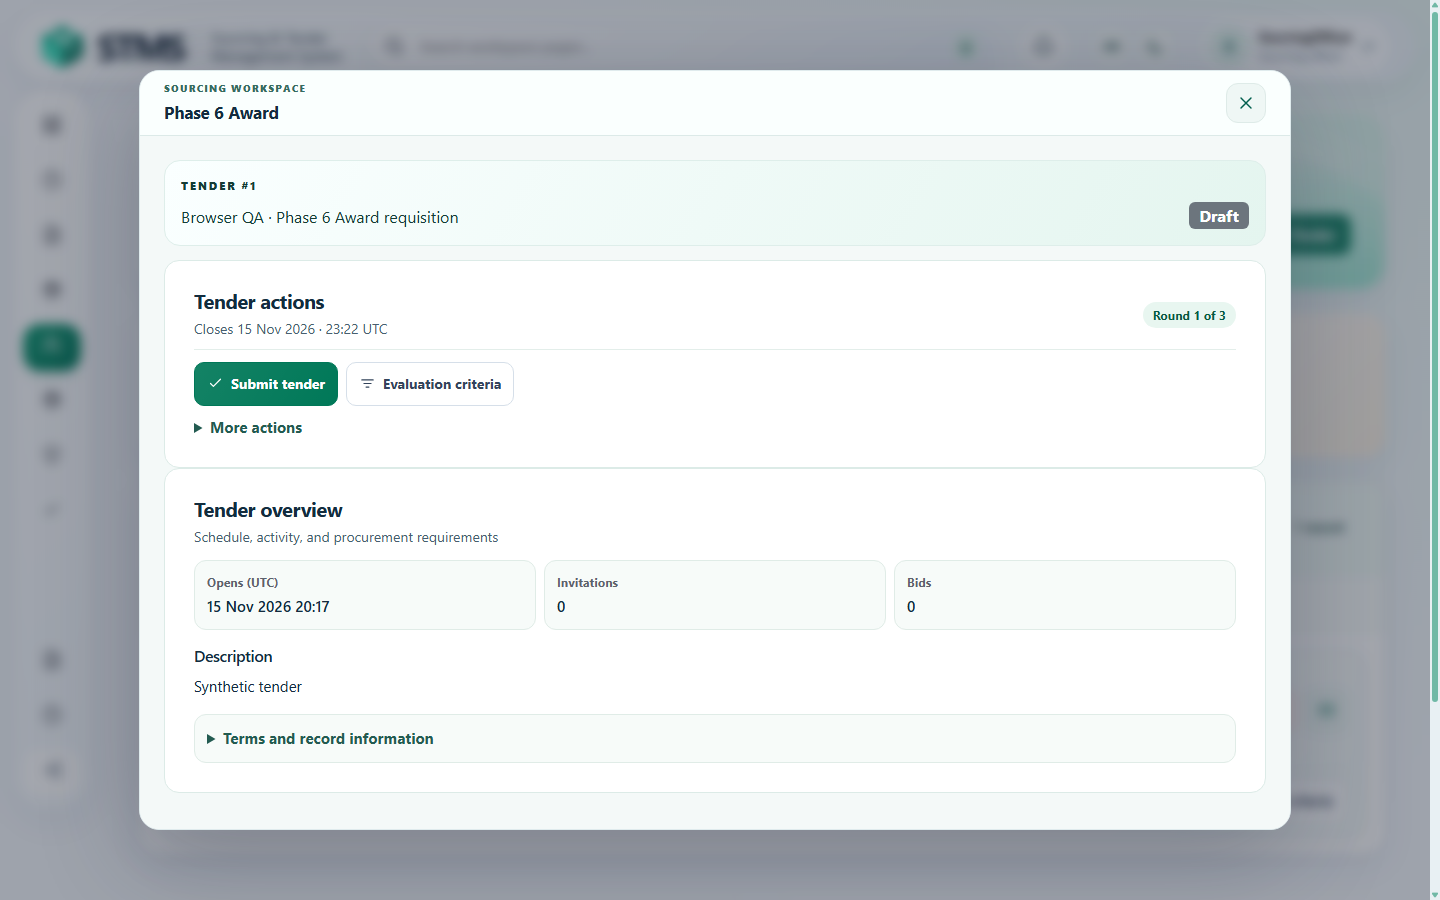 STMS
SOURCING WORKSPACE
Phase 6 Award
TENDER #1
Browser QA · Phase 6 Award requisition
Draft
Tender actions
Closes 15 Nov 2026 · 23:22 UTC
Round 1 of 3
Submit tender
Evaluation criteria
More actions
Tender overview
Schedule, activity, and procurement requirements
Opens (UTC)
15 Nov 2026 20:17
Invitations
0
Bids
0
Description
Synthetic tender
Terms and record information